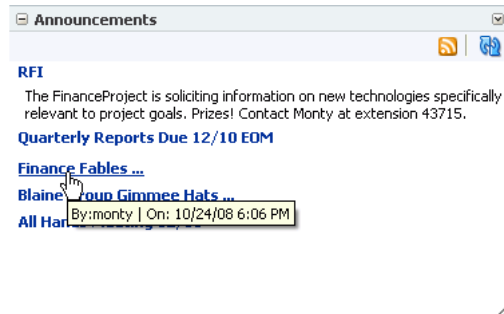 Announcements
RFI
The FinanceProject is soliciting information on new technologies specifically
relevant to project goals. Prizes! Contact Monty at extension 43715.
Quarterly Reports Due 12/10 EOM
Finance Fables ...
Blaine Group Gimmee Hats ...
By:monty | On: 10/24/08 6:06 PM
All